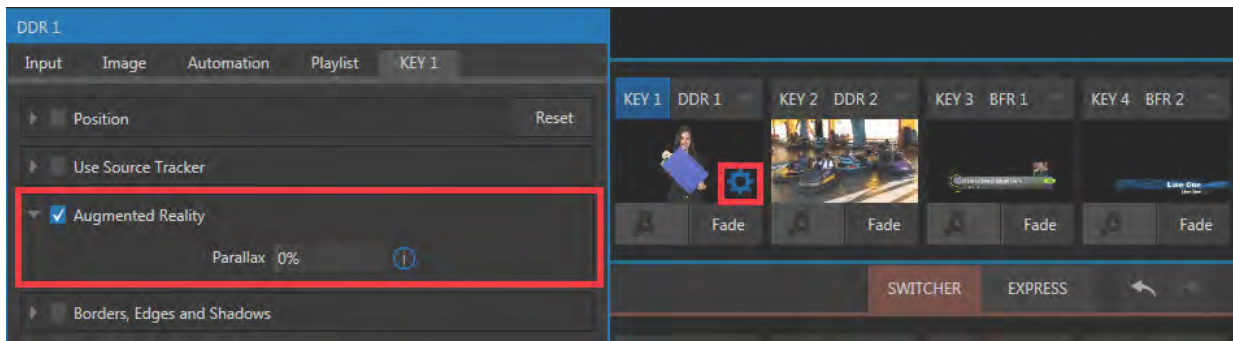 DDR 1
Input Image Automation Playlist KEY 1
Position Reset
Use Source Tracker
Augmented Reality
Parallax 0%
Borders, Edges and Shadows
KEY 1 DDR 1 KEY 2 DDR 2 KEY 3 BFR 1 KEY 4 BFR 2
Line One
Fade Fade Fade Fade
SWITCHER EXPRESS